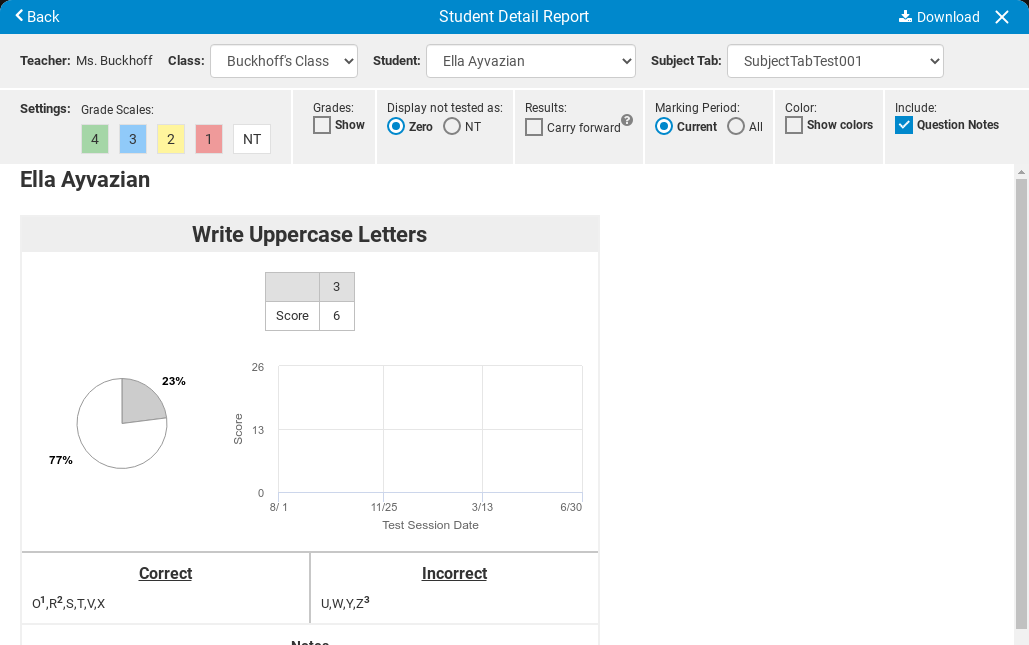 Back
Student Detail Report
Download
Teacher: Ms. Buckhoff Class: Buckhoff's Class Student: Ella Ayvazian Subject Tab: SubjectTabTest001
Settings: Grade Scales:
4 3 2 1 NT
Grades:
Show
Display not tested as:
Zero NT
Results:
Carry forward ?
Marking Period:
Current All
Color:
Show colors
Include:
Question Notes
Ella Ayvazian
Write Uppercase Letters
3
Score 6
23%
77%
26
13
0
Score
8/ 1 11/25 3/13 6/30
Test Session Date
Correct
O¹,R²,S,T,V,X
Incorrect
U,W,Y,Z³
Notes